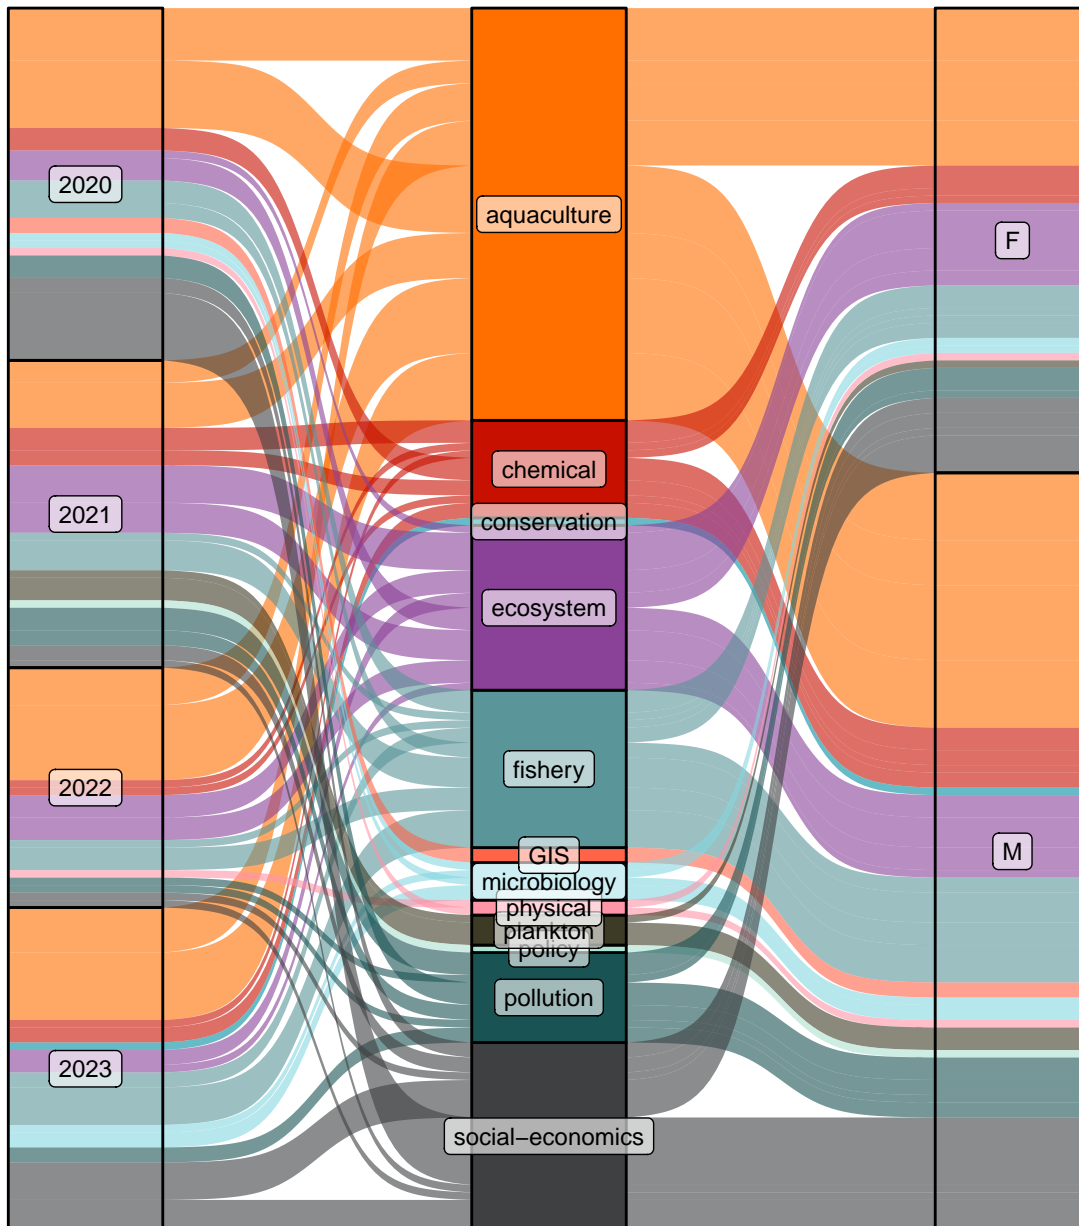 2020
2021
2022
2023
aquaculture
chemical
conservation
ecosystem
fishery
GIS
microbiology
physical
plankton
policy
pollution
social−economics
F
M